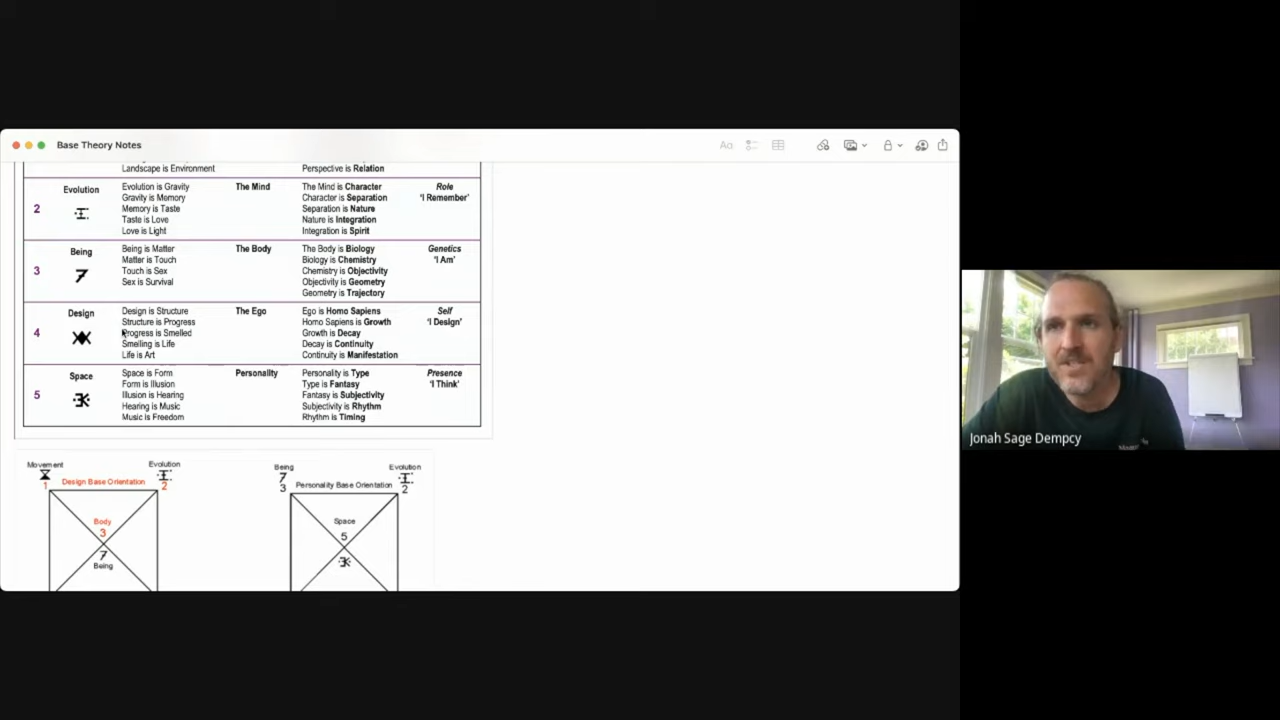 Base Theory Notes
Landscape is Environment
Perspective is Relation
2
Evolution
Evolution is Gravity
Gravity is Memory
Memory is Taste
Taste is Love
Love is Light
The Mind
The Mind is Character
Character is Separation
Separation is Nature
Nature is Integration
Integration is Spirit
Role
'I Remember'
3
Being
Being is Matter
Matter is Touch
Touch is Sex
Sex is Survival
The Body
The Body is Biology
Biology is Chemistry
Chemistry is Objectivity
Objectivity is Geometry
Geometry is Trajectory
Genetics
'I Am'
4
Design
Design is Structure
Structure is Progress
Progress is Smelled
Smelling is Life
Life is Art
The Ego
Ego is Homo Sapiens
Homo Sapiens is Growth
Growth is Decay
Decay is Continuity
Continuity is Manifestation
Self
'I Design'
5
Space
Space is Form
Form is Illusion
Illusion is Hearing
Hearing is Music
Music is Freedom
Personality
Personality is Type
Type is Fantasy
Fantasy is Subjectivity
Subjectivity is Rhythm
Rhythm is Timing
Presence
'I Think'
Movement
1
Design Base Orientation
Evolution
2
Body
3
Being
Being
3
Personality Base Orientation
Evolution
2
Space
5
Jonah Sage Dempcy